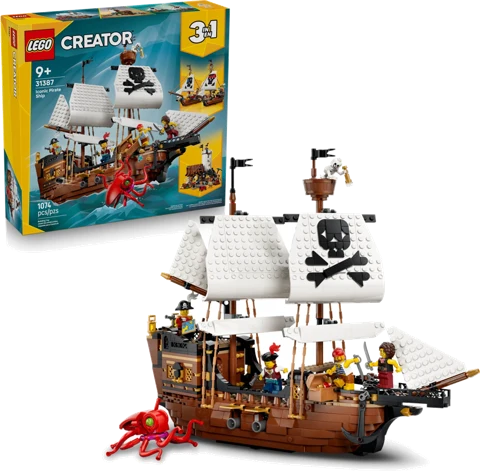 LEGO CREATOR
3in1
9+
31387
Iconic Pirate
Ship
1074
pcs/pzs